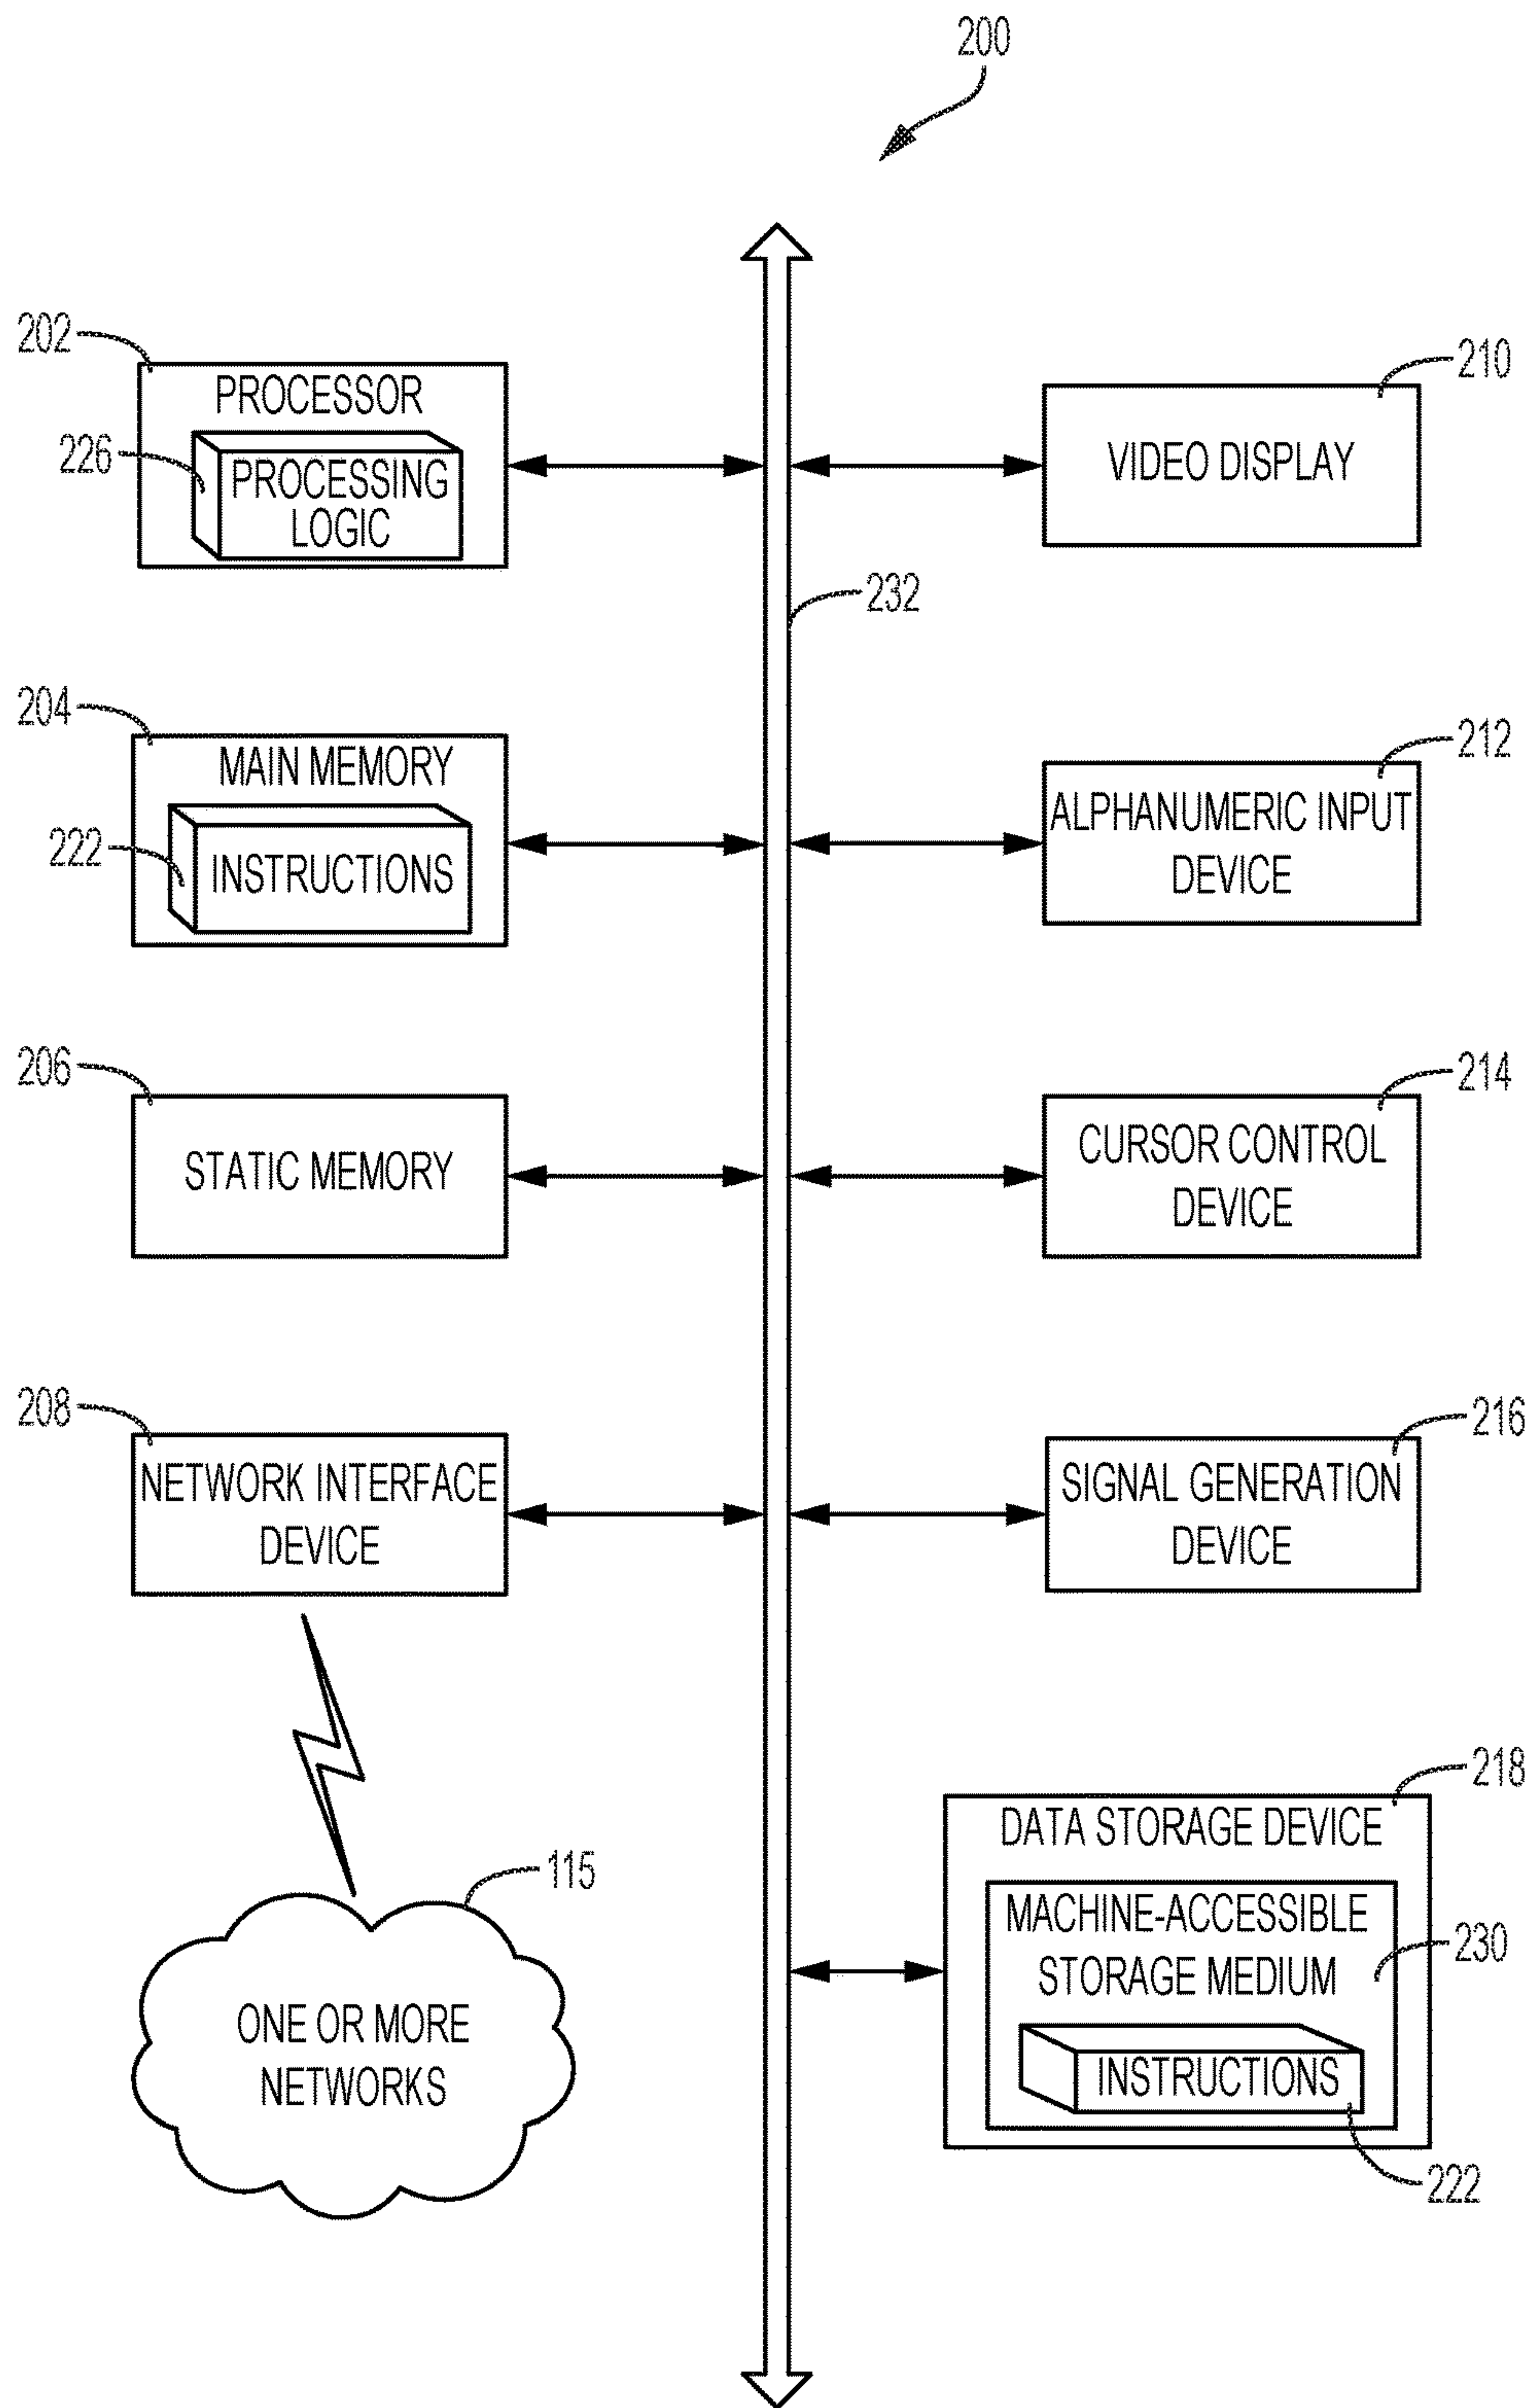 200
202
PROCESSOR
226
PROCESSING
LOGIC
210
VIDEO DISPLAY
232
204
MAIN MEMORY
222
INSTRUCTIONS
212
ALPHANUMERIC INPUT
DEVICE
206
STATIC MEMORY
214
CURSOR CONTROL
DEVICE
208
NETWORK INTERFACE
DEVICE
216
SIGNAL GENERATION
DEVICE
115
ONE OR MORE
NETWORKS
218
DATA STORAGE DEVICE
MACHINE-ACCESSIBLE
STORAGE MEDIUM
230
INSTRUCTIONS
222